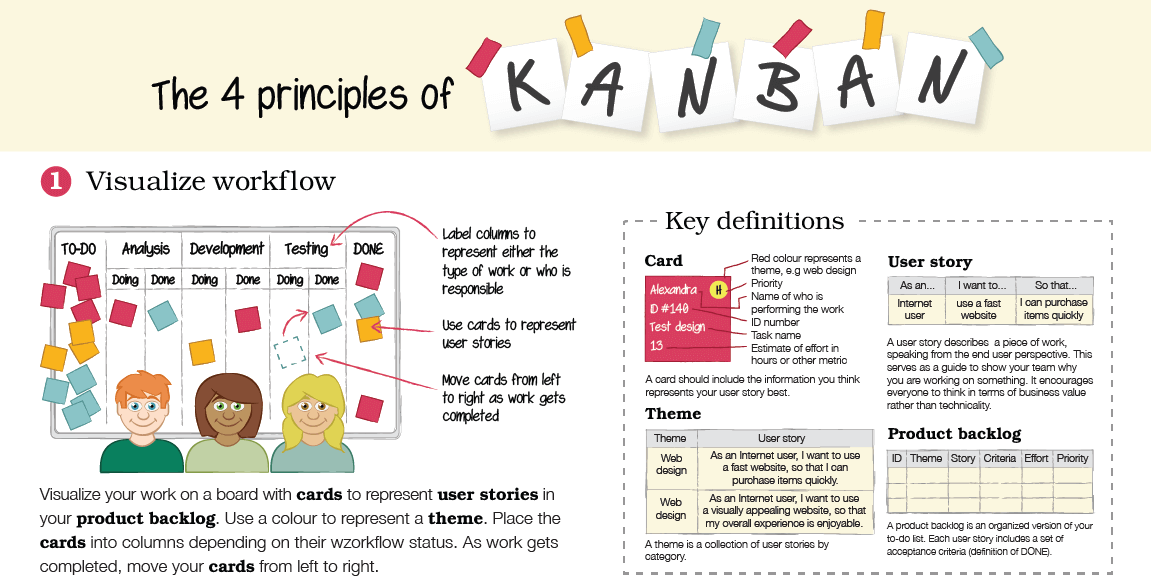 The 4 principles of KANBAN
1 Visualize workflow
TO-DO Analysis Development Testing DONE
Doing Done Doing Done Doing Done
Label columns to
represent either the
type of work or who is
responsible
Use cards to represent
user stories
Move cards from left
to right as work gets
completed
Visualize your work on a board with cards to represent user stories in
your product backlog. Use a colour to represent a theme. Place the
cards into columns depending on their wzorkflow status. As work gets
completed, move your cards from left to right.
Key definitions
Card
Alexandra H
ID #140
Test design
13
Red colour represents a
theme, e.g web design
Priority
Name of who is
performing the work
ID number
Task name
Estimate of effort in
hours or other metric
A card should include the information you think
represents your user story best.
Theme
Theme User story
Web
design
As an Internet user, I want to use
a fast website, so that I can
purchase items quickly.
Web
design
As an Internet user, I want to use
a visually appealing website, so that
my overall experience is enjoyable.
A theme is a collection of user stories by
category.
User story
As an... I want to... So that...
Internet
user
use a fast
website
I can purchase
items quickly
A user story describes a piece of work,
speaking from the end user perspective. This
serves as a guide to show your team why
you are working on something. It encourages
everyone to think in terms of business value
rather than technicality.
Product backlog
ID Theme Story Criteria Effort Priority
A product backlog is an organized version of your
to-do list. Each user story includes a set of
acceptance criteria (definition of DONE).